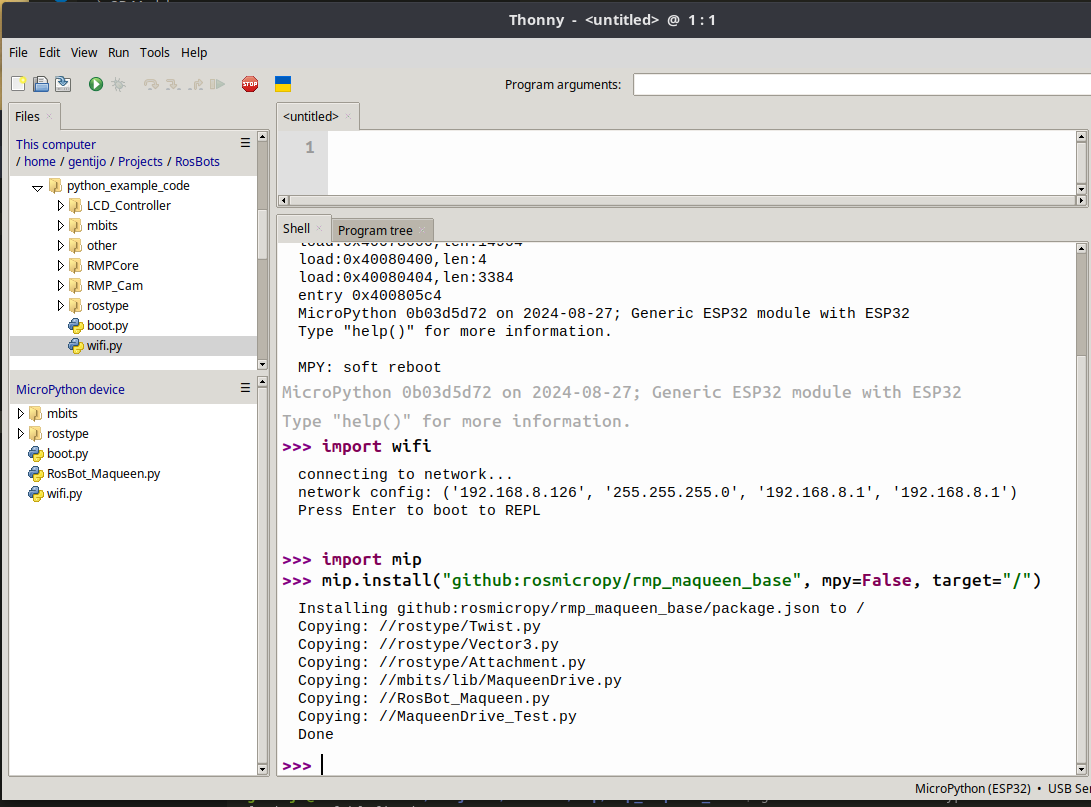 Thonny - <untitled> @ 1:1
File Edit View Run Tools Help
STOP
Program arguments:
Files
This computer
/ home / gentijo / Projects / RosBots
python_example_code
LCD_Controller
mbits
other
RMPCore
RMP_Cam
rostype
boot.py
wifi.py
MicroPython device
mbits
rostype
boot.py
RosBot_Maqueen.py
wifi.py
<untitled>
1
Shell
Program tree
load:0x40080400,len:4
load:0x40080404,len:3384
entry 0x400805c4
MicroPython 0b03d5d72 on 2024-08-27; Generic ESP32 module with ESP32
Type "help()" for more information.
MPY: soft reboot
MicroPython 0b03d5d72 on 2024-08-27; Generic ESP32 module with ESP32
Type "help()" for more information.
>>> import wifi
connecting to network...
network config: ('192.168.8.126', '255.255.255.0', '192.168.8.1', '192.168.8.1')
Press Enter to boot to REPL
>>> import mip
>>> mip.install("github:rosmicropy/rmp_maqueen_base", mpy=False, target="/")
Installing github:rosmicropy/rmp_maqueen_base/package.json to /
Copying: //rostype/Twist.py
Copying: //rostype/Vector3.py
Copying: //rostype/Attachment.py
Copying: //mbits/lib/MaqueenDrive.py
Copying: //RosBot_Maqueen.py
Copying: //MaqueenDrive_Test.py
Done
>>>
MicroPython (ESP32) • USB Se